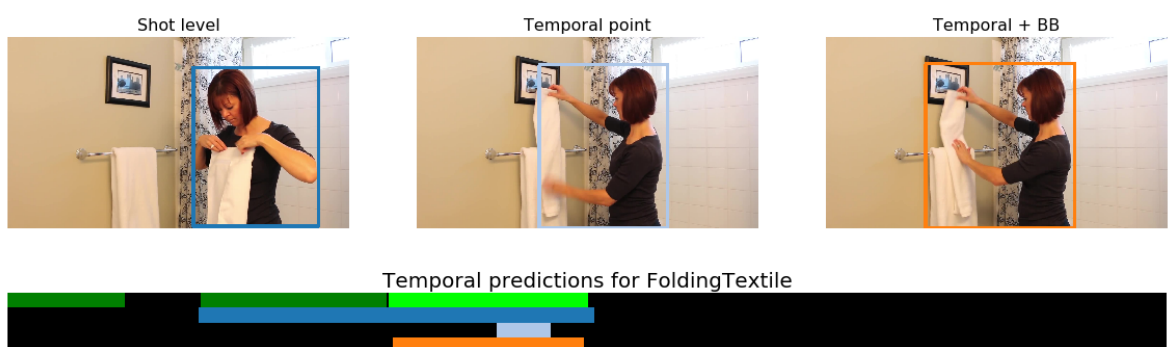 Shot level
Temporal point
Temporal + BB
Temporal predictions for FoldingTextile